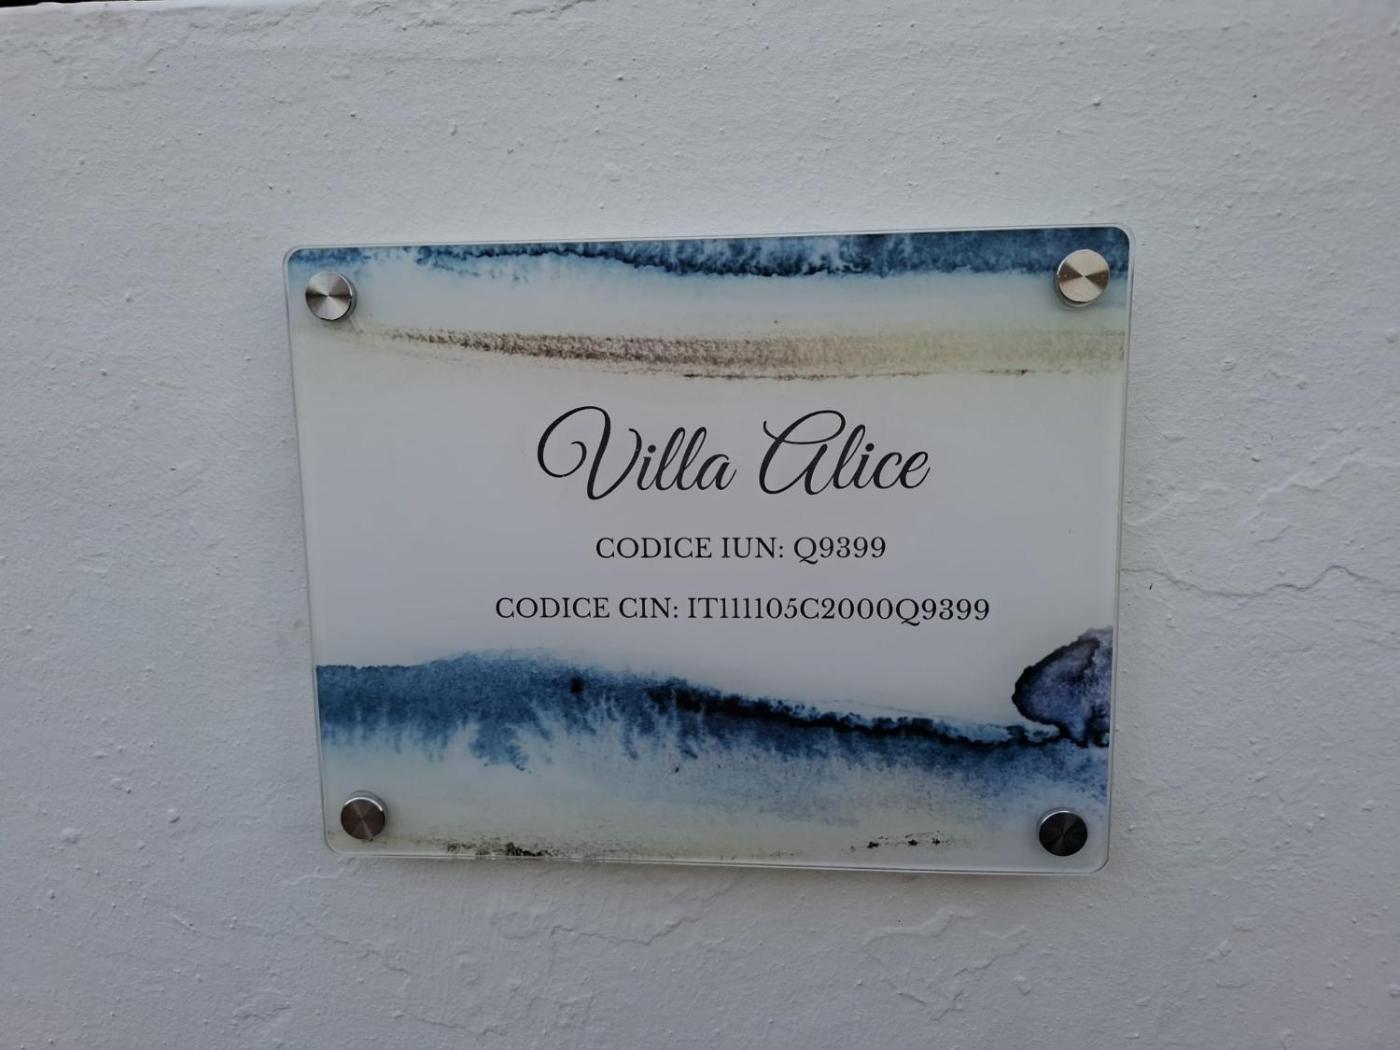 Villa Alice
CODICE IUN: Q9399
CODICE CIN: IT111105C2000Q9399